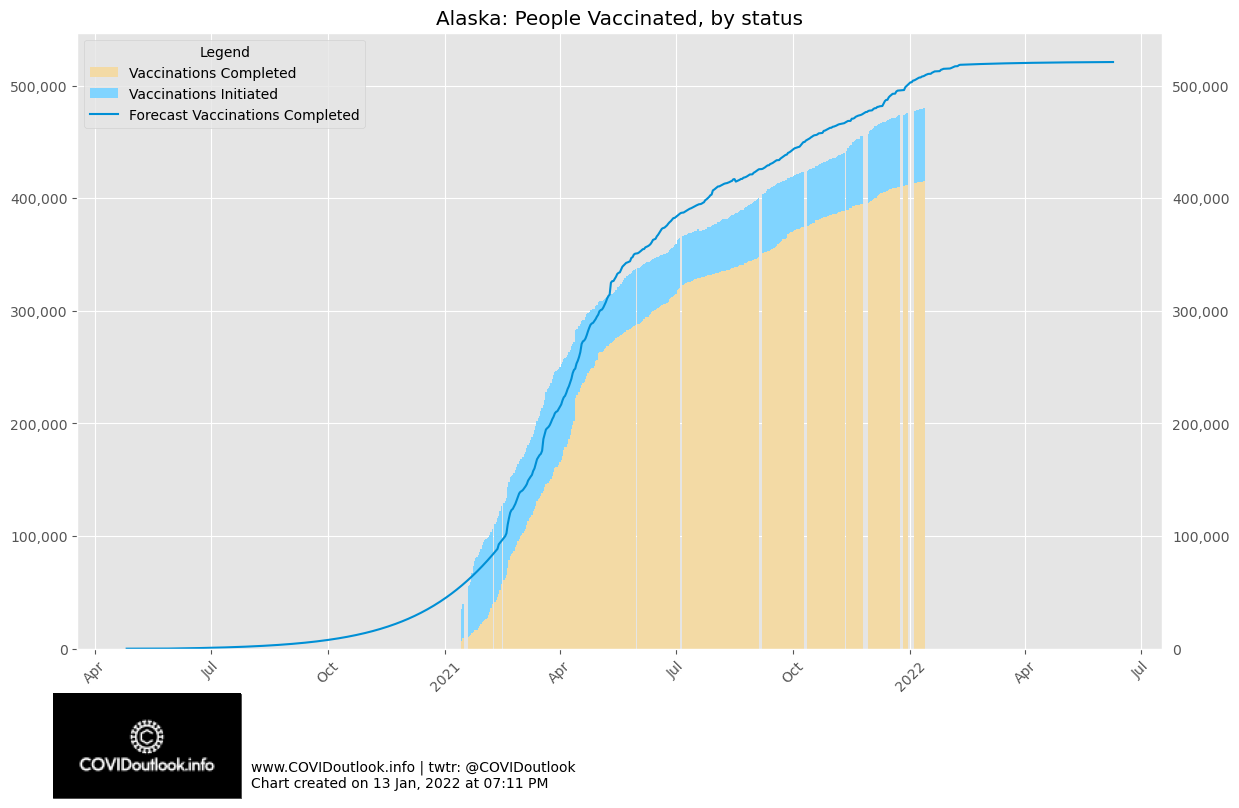 Alaska: People Vaccinated, by status
Legend
Vaccinations Completed
Vaccinations Initiated
Forecast Vaccinations Completed
500,000
400,000
300,000
200,000
100,000
0
500,000
400,000
300,000
200,000
100,000
0
Apr
Jul
Oct
2021
Apr
Jul
Oct
2022
Apr
Jul
COVIDoutlook.info
www.COVIDoutlook.info | twtr: @COVIDoutlook
Chart created on 13 Jan, 2022 at 07:11 PM